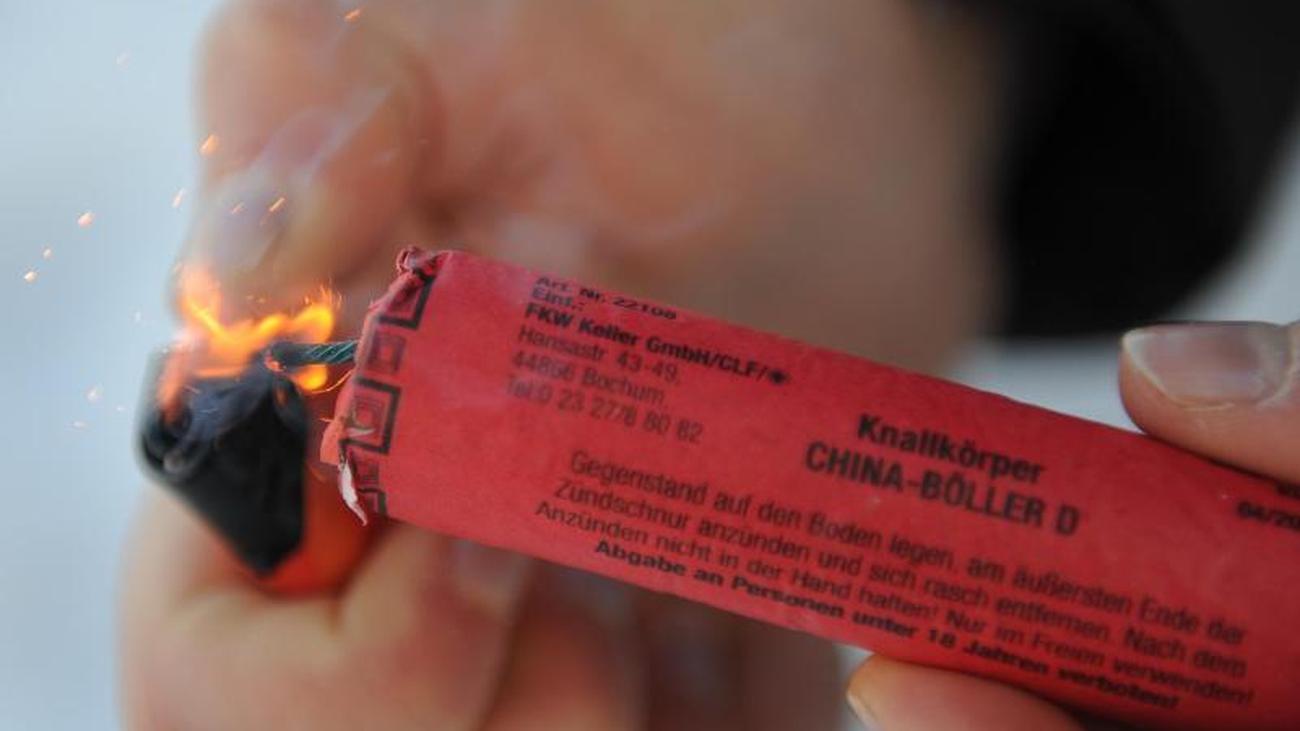 Art. Nr. 22108
Einf.:
FKW Keller GmbH/CLF/
Hansastr 43-49,
44866 Bochum,
Tel.0 23 27/8 80 82
Knallkörper
CHINA-BÖLLER D
Gegenstand auf den Boden legen, am äußersten Ende der
Zündschnur anzünden und sich rasch entfernen. Nach dem
Anzünden nicht in der Hand halten! Nur im Freien verwenden!
Abgabe an Personen unter 18 Jahren verboten!